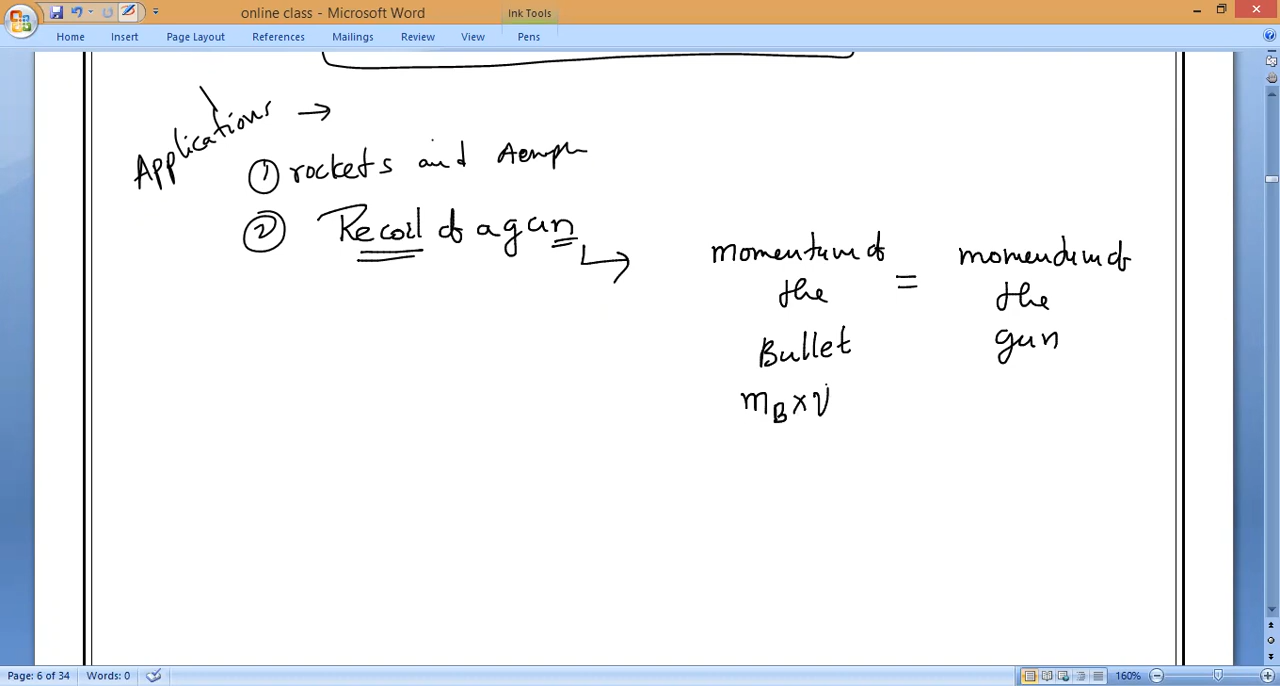 online class - Microsoft Word
Ink Tools
Home Insert Page Layout References Mailings Review View Pens
Applications →
① rockets and
② Recoil of a gun
momentum of = momentum of
the the
Bullet gun
mB × v
Page: 6 of 34 Words: 0 160%